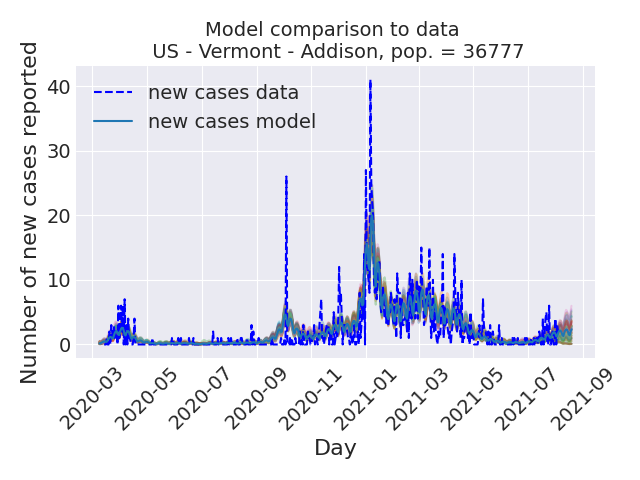 Model comparison to data
US - Vermont - Addison, pop. = 36777
Number of new cases reported
40
30
20
10
0
new cases data
new cases model
2020-03
2020-05
2020-07
2020-09
2020-11
2021-01
2021-03
2021-05
2021-07
2021-09
Day